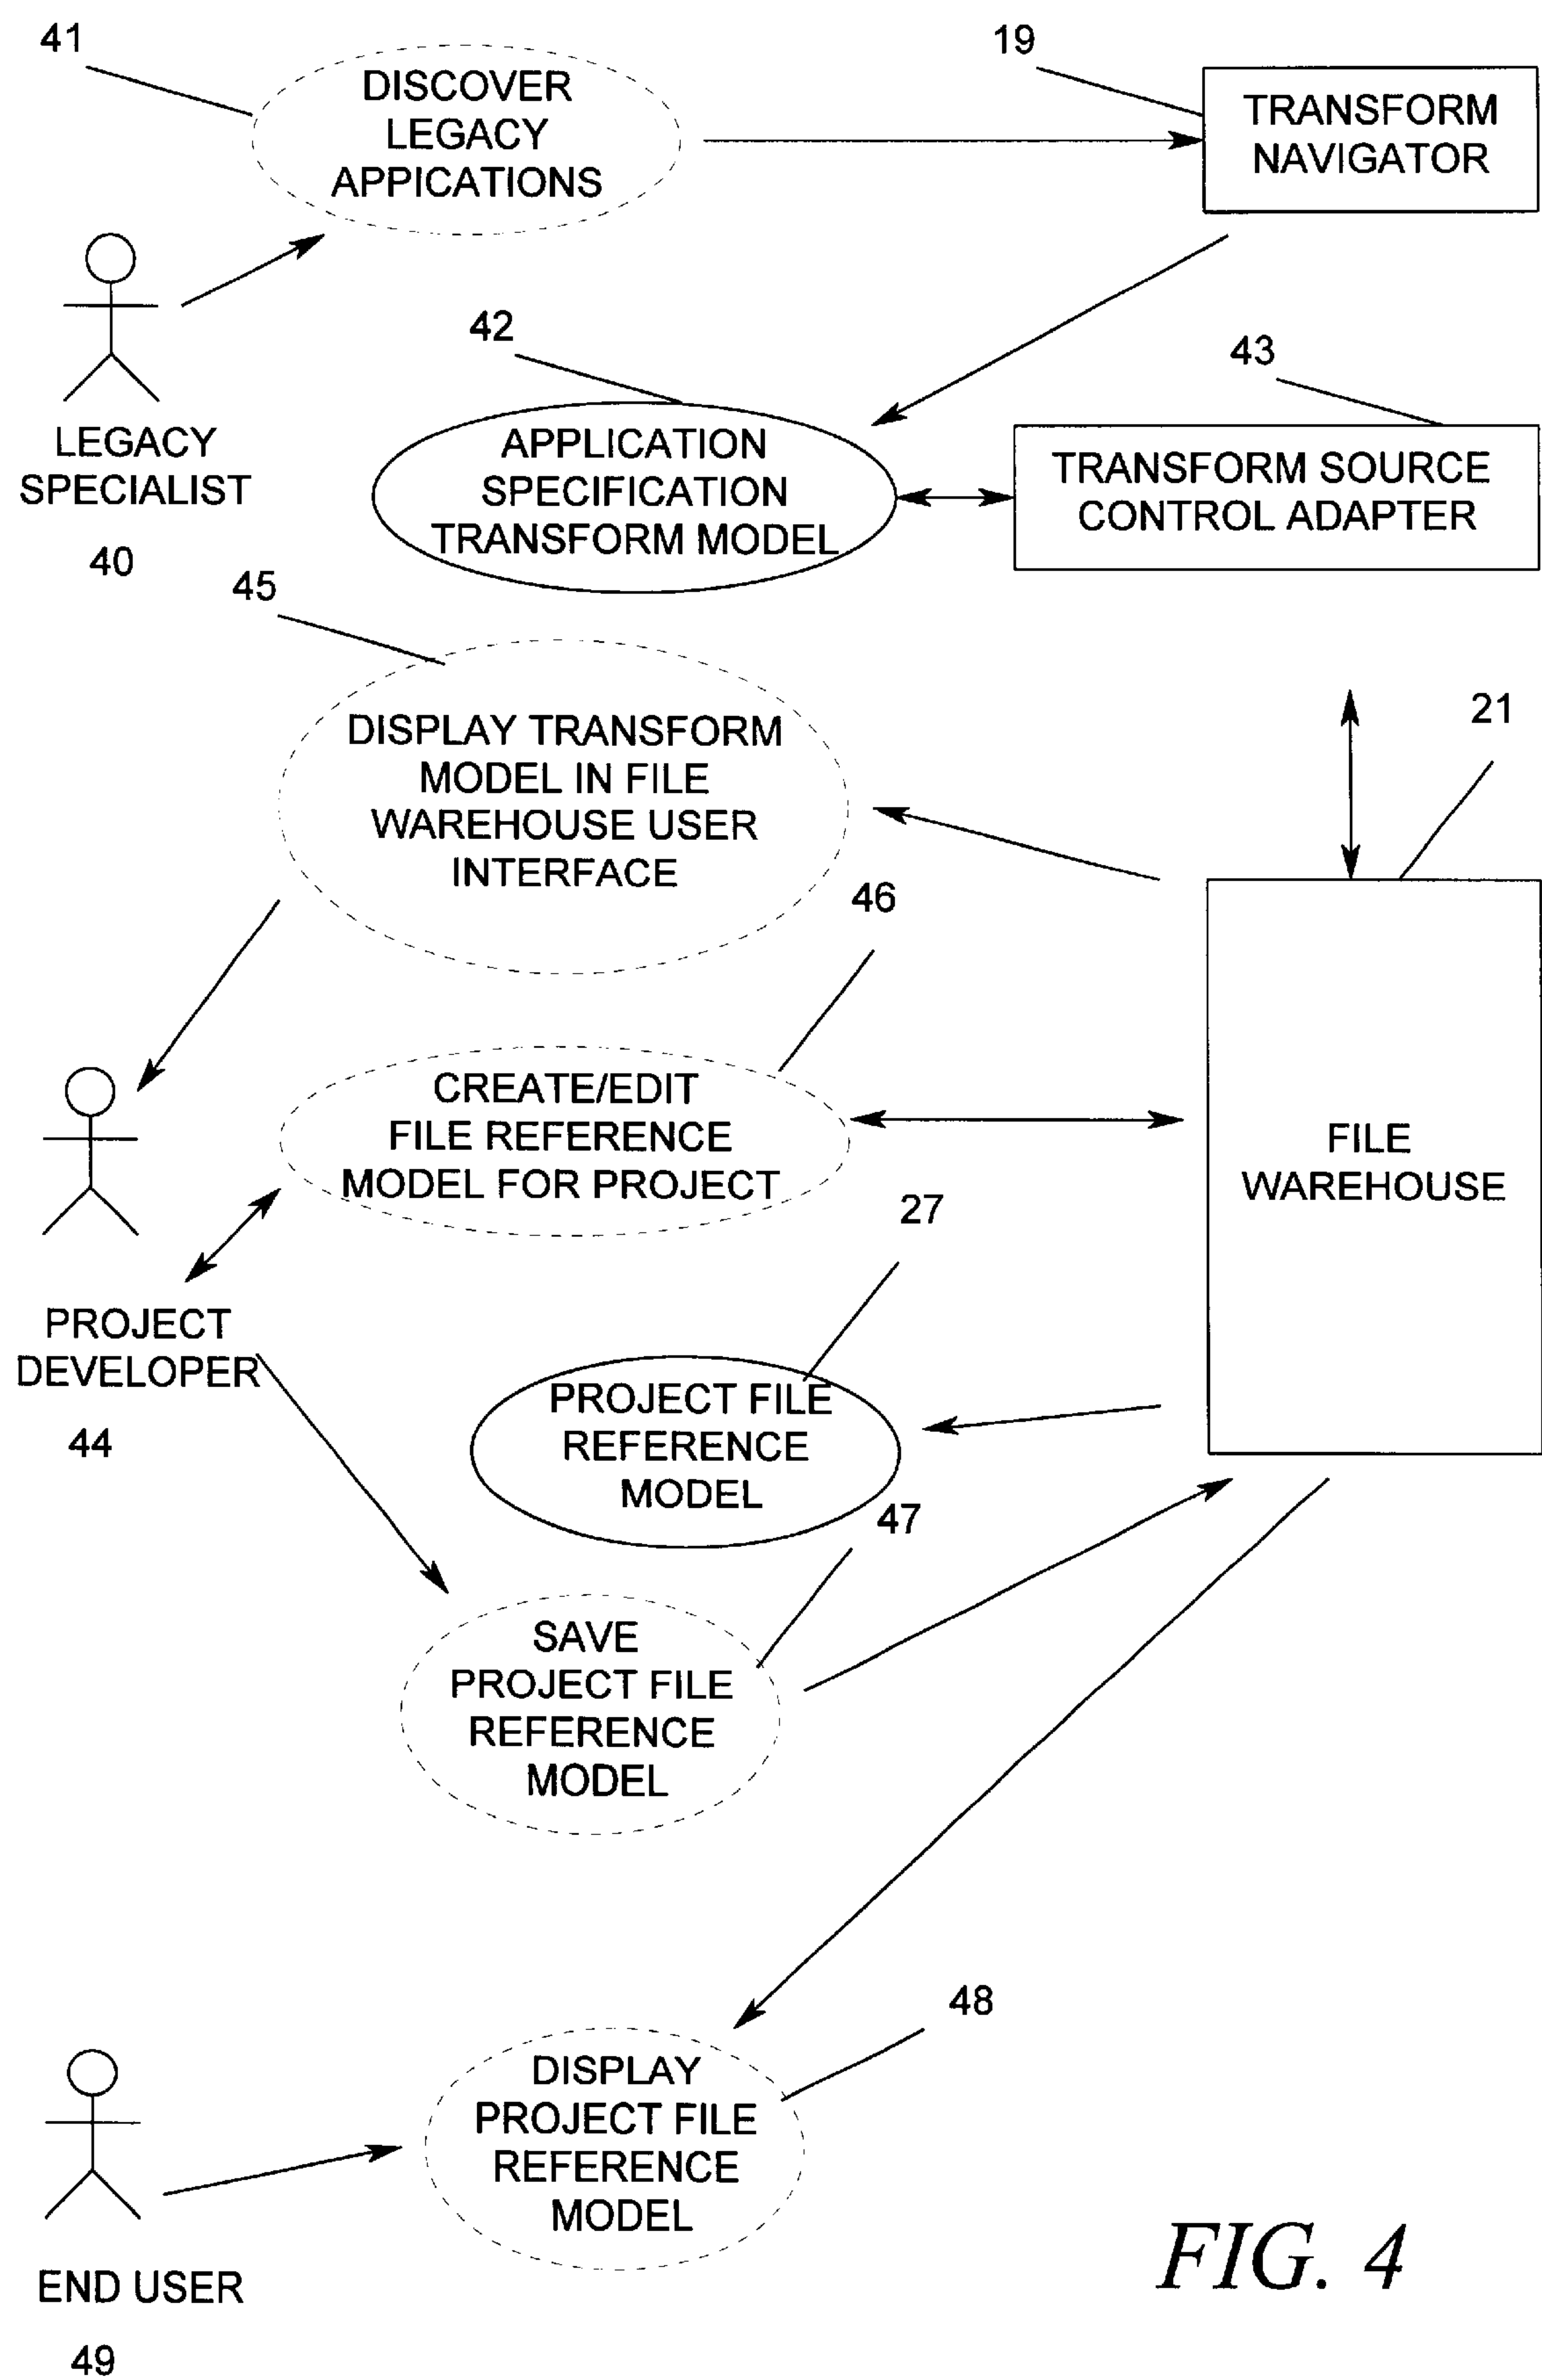 41
DISCOVER
LEGACY
APPICATIONS
19
TRANSFORM
NAVIGATOR
LEGACY
SPECIALIST
40
42
APPLICATION
SPECIFICATION
TRANSFORM MODEL
43
TRANSFORM SOURCE
CONTROL ADAPTER
45
DISPLAY TRANSFORM
MODEL IN FILE
WAREHOUSE USER
INTERFACE
21
FILE
WAREHOUSE
46
CREATE/EDIT
FILE REFERENCE
MODEL FOR PROJECT
PROJECT
DEVELOPER
44
27
PROJECT FILE
REFERENCE
MODEL
47
SAVE
PROJECT FILE
REFERENCE
MODEL
48
DISPLAY
PROJECT FILE
REFERENCE
MODEL
END USER
49
FIG. 4